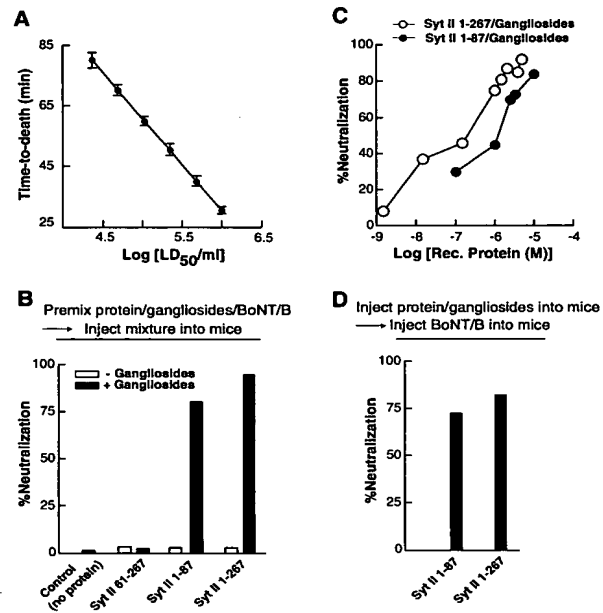 A
85
65
45
25
Time-to-death (min)
4.5 5.5 6.5
Log [LD50/ml]
C
Syt II 1-267/Gangliosides
Syt II 1-87/Gangliosides
100
80
60
40
20
0
%Neutralization
-9 -8 -7 -6 -5 -4
Log [Rec. Protein (M)]
B
Premix protein/gangliosides/BoNT/B
Inject mixture into mice
100
75
50
25
0
%Neutralization
- Gangliosides
+ Gangliosides
Control (no protein)
Syt II 61-267
Syt II 1-87
Syt II 1-267
D
Inject protein/gangliosides into mice
Inject BoNT/B into mice
100
75
50
25
0
%Neutralization
Syt II 1-87
Syt II 1-267